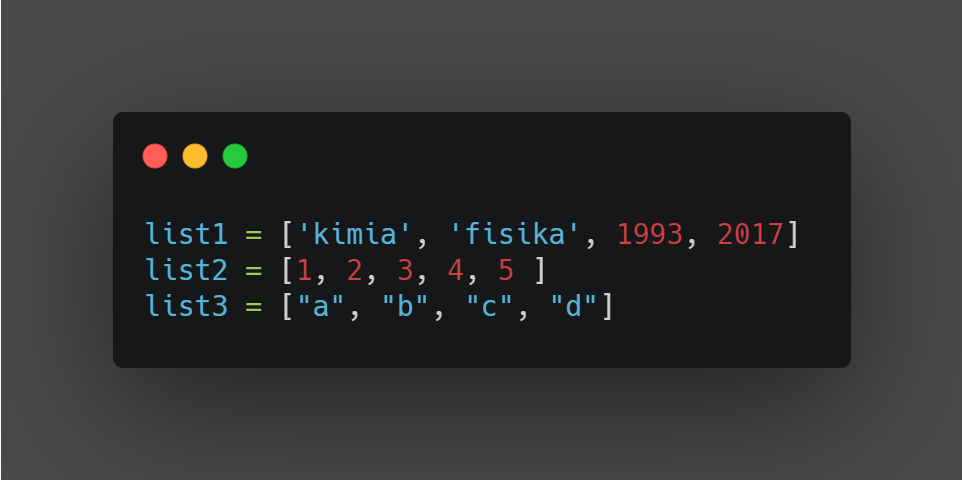 list1 = ['kimia', 'fisika', 1993, 2017]
list2 = [1, 2, 3, 4, 5 ]
list3 = ["a", "b", "c", "d"]